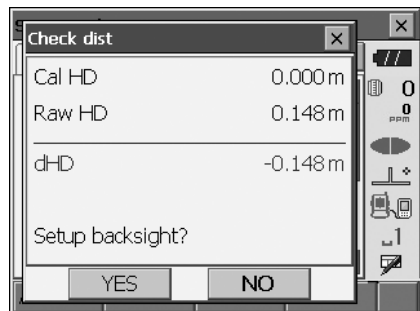 Check dist
Cal HD 0.000 m
Raw HD 0.148 m
dHD -0.148 m
Setup backsight?
YES NO
0
0
PPM
1